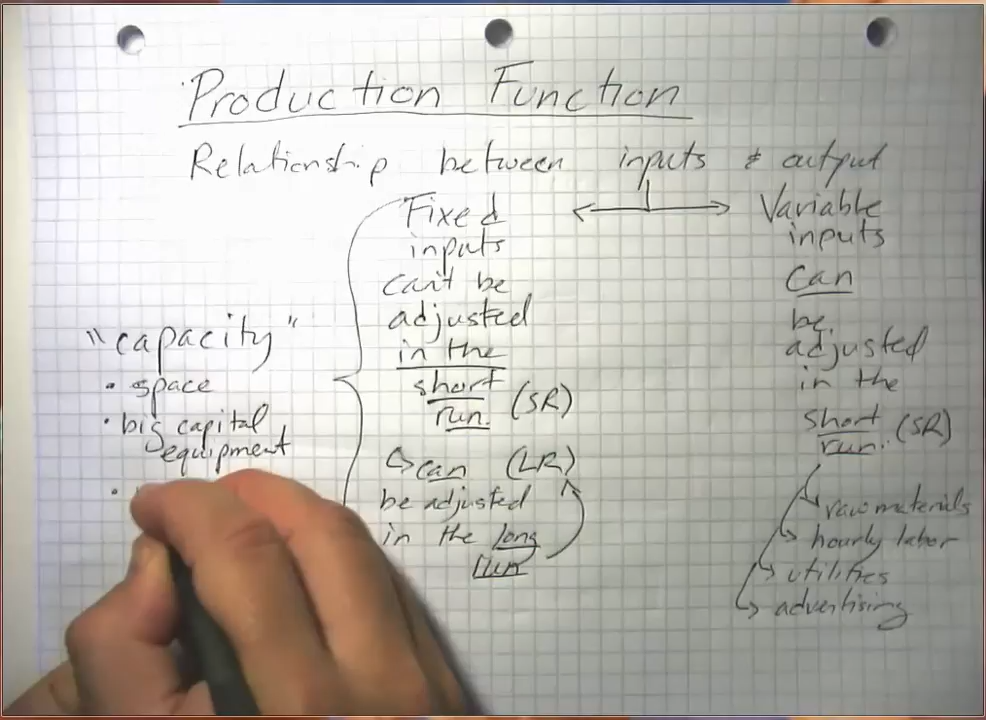 Production Function
Relationship between inputs & output
Fixed
inputs
can't be
adjusted
in the
short
run. (SR)
↳ can (LR)
be adjusted
in the long
run
"capacity"
• space
• big capital
equipment
•
Variable
inputs
can
be
adjusted
in the
short (SR)
run.
↳ raw materials
↳ hourly labor
↳ utilities
↳ advertising